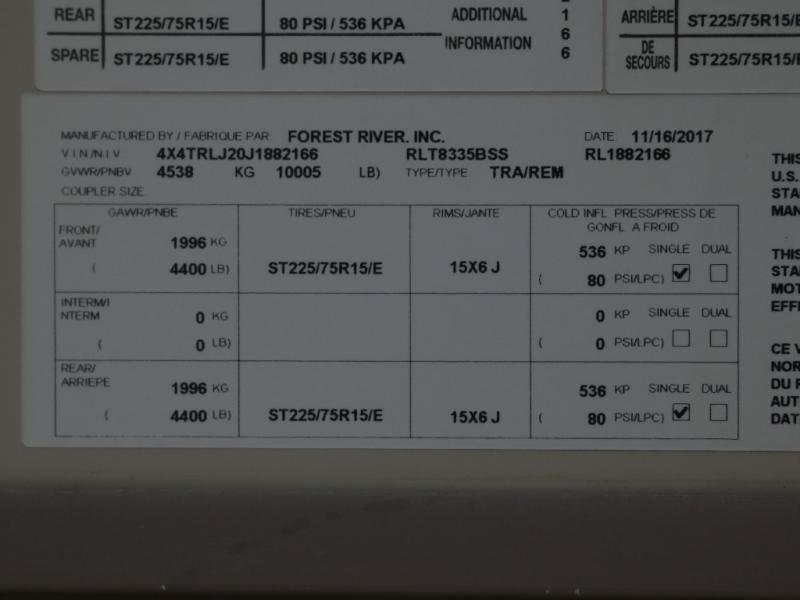 REAR ST225/75R15/E 80 PSI / 536 KPA
SPARE ST225/75R15/E 80 PSI / 536 KPA
ADDITIONAL
INFORMATION
1
6
6
ARRIÈRE ST225/75R15/E
DE SECOURS ST225/75R15/
MANUFACTURED BY / FABRIQUE PAR FOREST RIVER. INC. DATE 11/16/2017
V I N /N I V 4X4TRLJ20J1882166 RLT8335BSS RL1882166
GVWR/PNBV 4538 KG 10005 LB) TYPE/TYPE TRA/REM
COUPLER SIZE
GAWR/PNBE TIRES/PNEU RIMS/JANTE COLD INFL. PRESS/PRESS DE
GONFL. A FROID
FRONT/
AVANT 1996 KG 536 KP SINGLE DUAL
( 4400 LB) ST225/75R15/E 15X6 J ( 80 PSI/LPC)
INTERM/I
NTERM 0 KG 0 KP SINGLE DUAL
( 0 LB) ( 0 PSI/LPC)
REAR/
ARRIEPE 1996 KG 536 KP SINGLE DUAL
( 4400 LB) ST225/75R15/E 15X6 J ( 80 PSI/LPC)
THIS
U.S.
STA
MAN
THIS
STA
MOT
EFFE
CE V
NOR
DU F
AUT
DAT